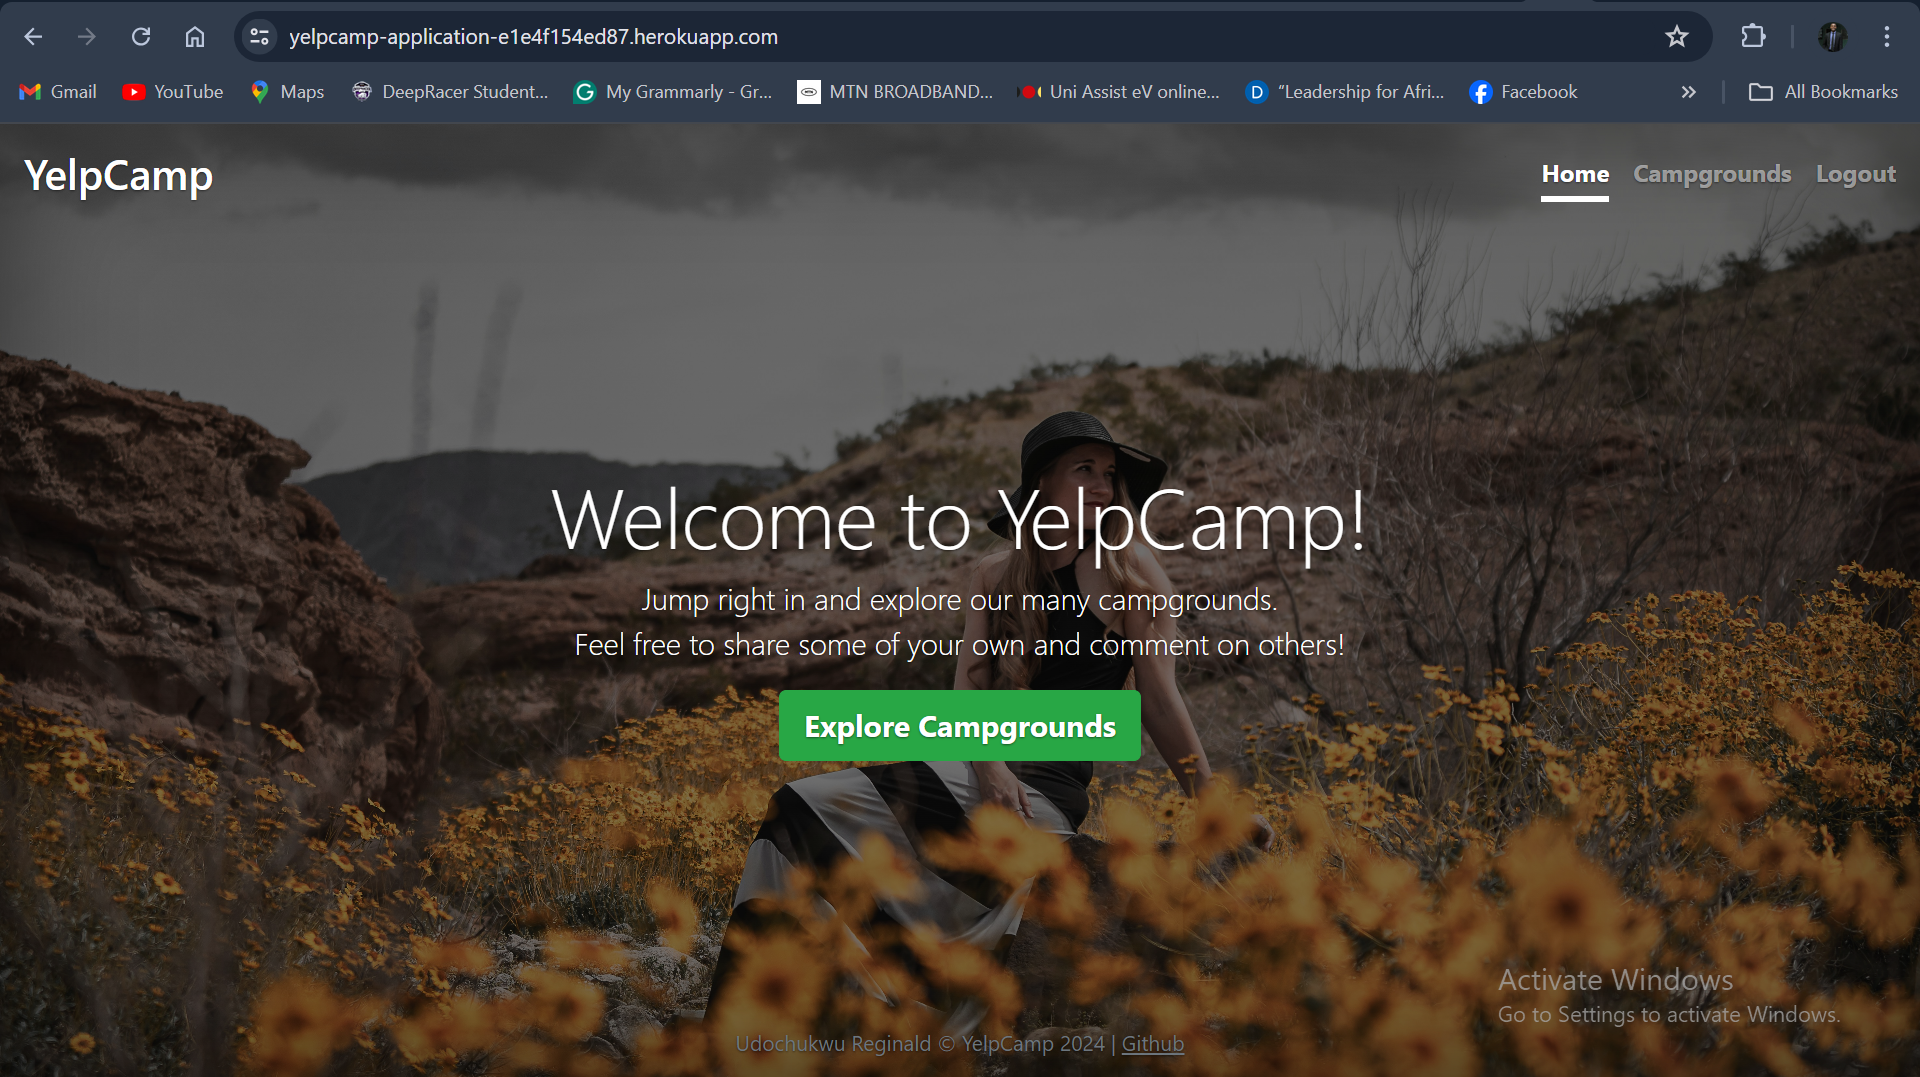 yelpcamp-application-e1e4f154ed87.herokuapp.com
Gmail YouTube Maps DeepRacer Student... My Grammarly - Gr... MTN BROADBAND... Uni Assist eV online... “Leadership for Afri... Facebook All Bookmarks
YelpCamp
Home Campgrounds Logout
Welcome to YelpCamp!
Jump right in and explore our many campgrounds.
Feel free to share some of your own and comment on others!
Explore Campgrounds
Activate Windows
Go to Settings to activate Windows.
Udochukwu Reginald © YelpCamp 2024 | Github